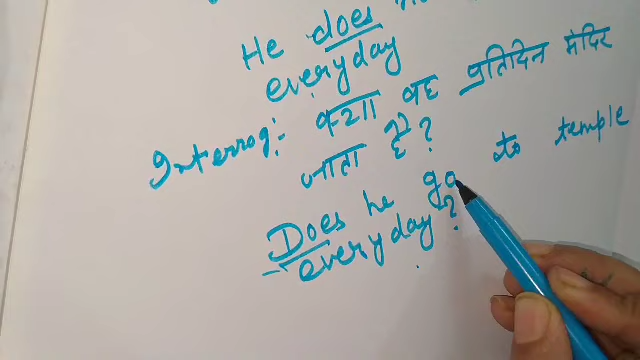 He does
everyday
Interrog:- क्या वह प्रतिदिन मंदिर
जाता है?
Does he go to temple
everyday?